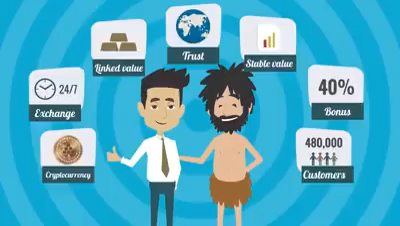 Cryptocurrency
24/7
Exchange
Linked value
Trust
Stable value
40%
Bonus
480,000
Customers